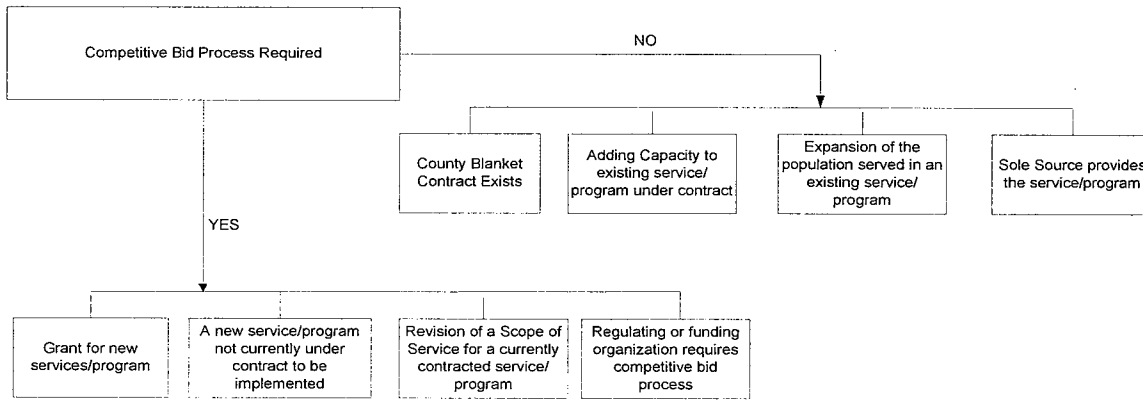 Competitive Bid Process Required
NO
County Blanket
Contract Exists
Adding Capacity to
existing service/
program under contract
Expansion of the
population served in an
existing service/
program
Sole Source provides
the service/program
YES
Grant for new
services/program
A new service/program
not currently under
contract to be
implemented
Revision of a Scope of
Service for a currently
contracted service/
program
Regulating or funding
organization requires
competitive bid
process